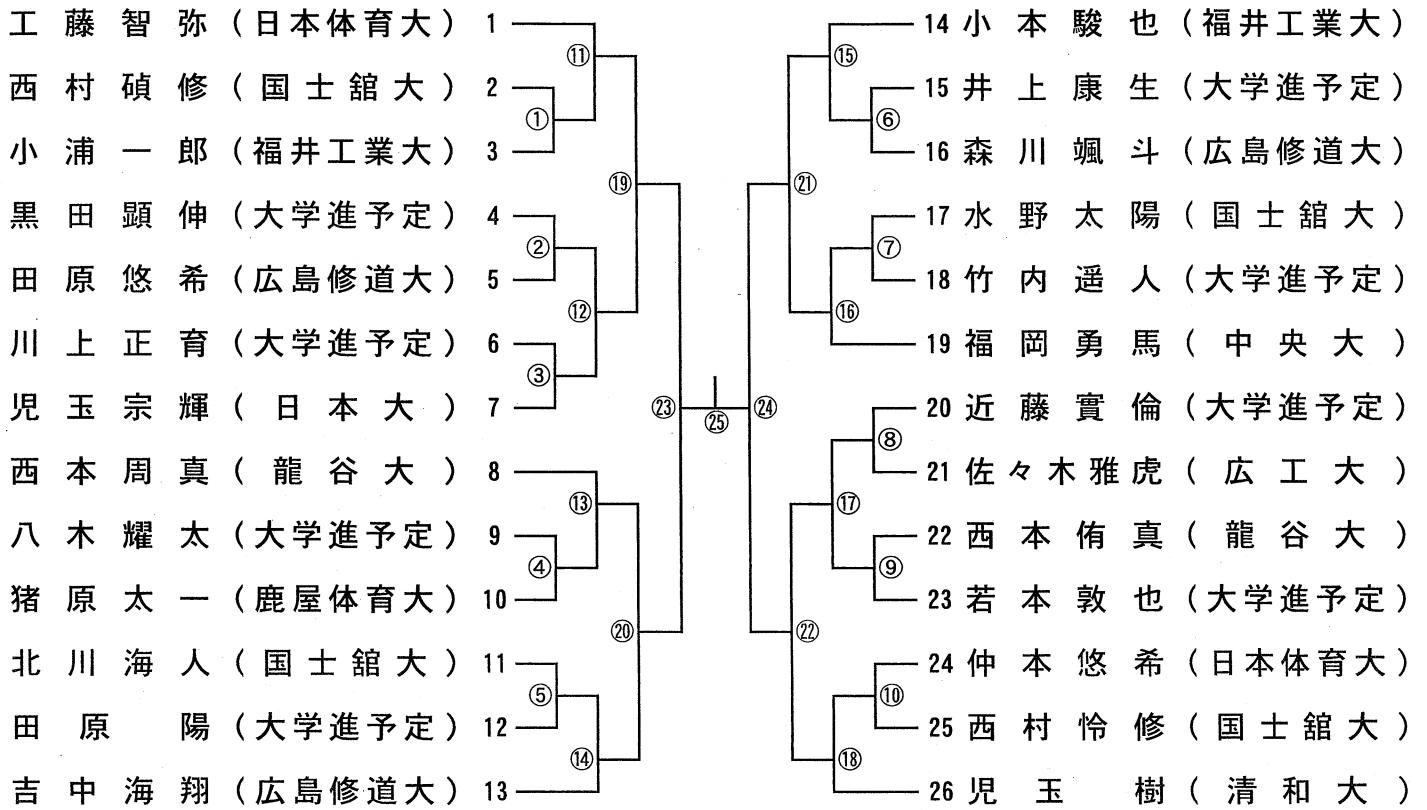 工藤智弥（日本体育大）1
西村碩修（国士舘大）2
小浦一郎（福井工業大）3
黒田顕伸（大学進予定）4
田原悠希（広島修道大）5
川上正育（大学進予定）6
児玉宗輝（日本大）7
西本周真（龍谷大）8
八木耀太（大学進予定）9
猪原太一（鹿屋体育大）10
北川海人（国士舘大）11
田原陽（大学進予定）12
吉中海翔（広島修道大）13
⑪
①
⑲
②
⑫
③
㉓
⑬
④
⑳
⑤
⑭
㉕
14 小本駿也（福井工業大）
15 井上康生（大学進予定）
16 森川颯斗（広島修道大）
17 水野太陽（国士舘大）
18 竹内遥人（大学進予定）
19 福岡勇馬（中央大）
20 近藤實倫（大学進予定）
21 佐々木雅虎（広工大）
22 西本侑真（龍谷大）
23 若本敦也（大学進予定）
24 仲本悠希（日本体育大）
25 西村怜修（国士舘大）
26 児玉樹（清和大）
⑮
⑥
㉑
⑦
⑯
㉔
⑧
⑰
⑨
㉒
⑩
⑱